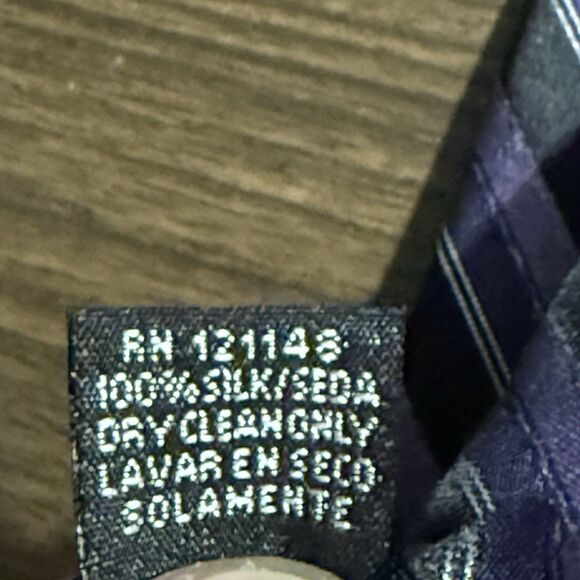 RN 121148
100% SILK/SEDA
DRY CLEAN ONLY
LAVAR EN SECO
SOLAMENTE